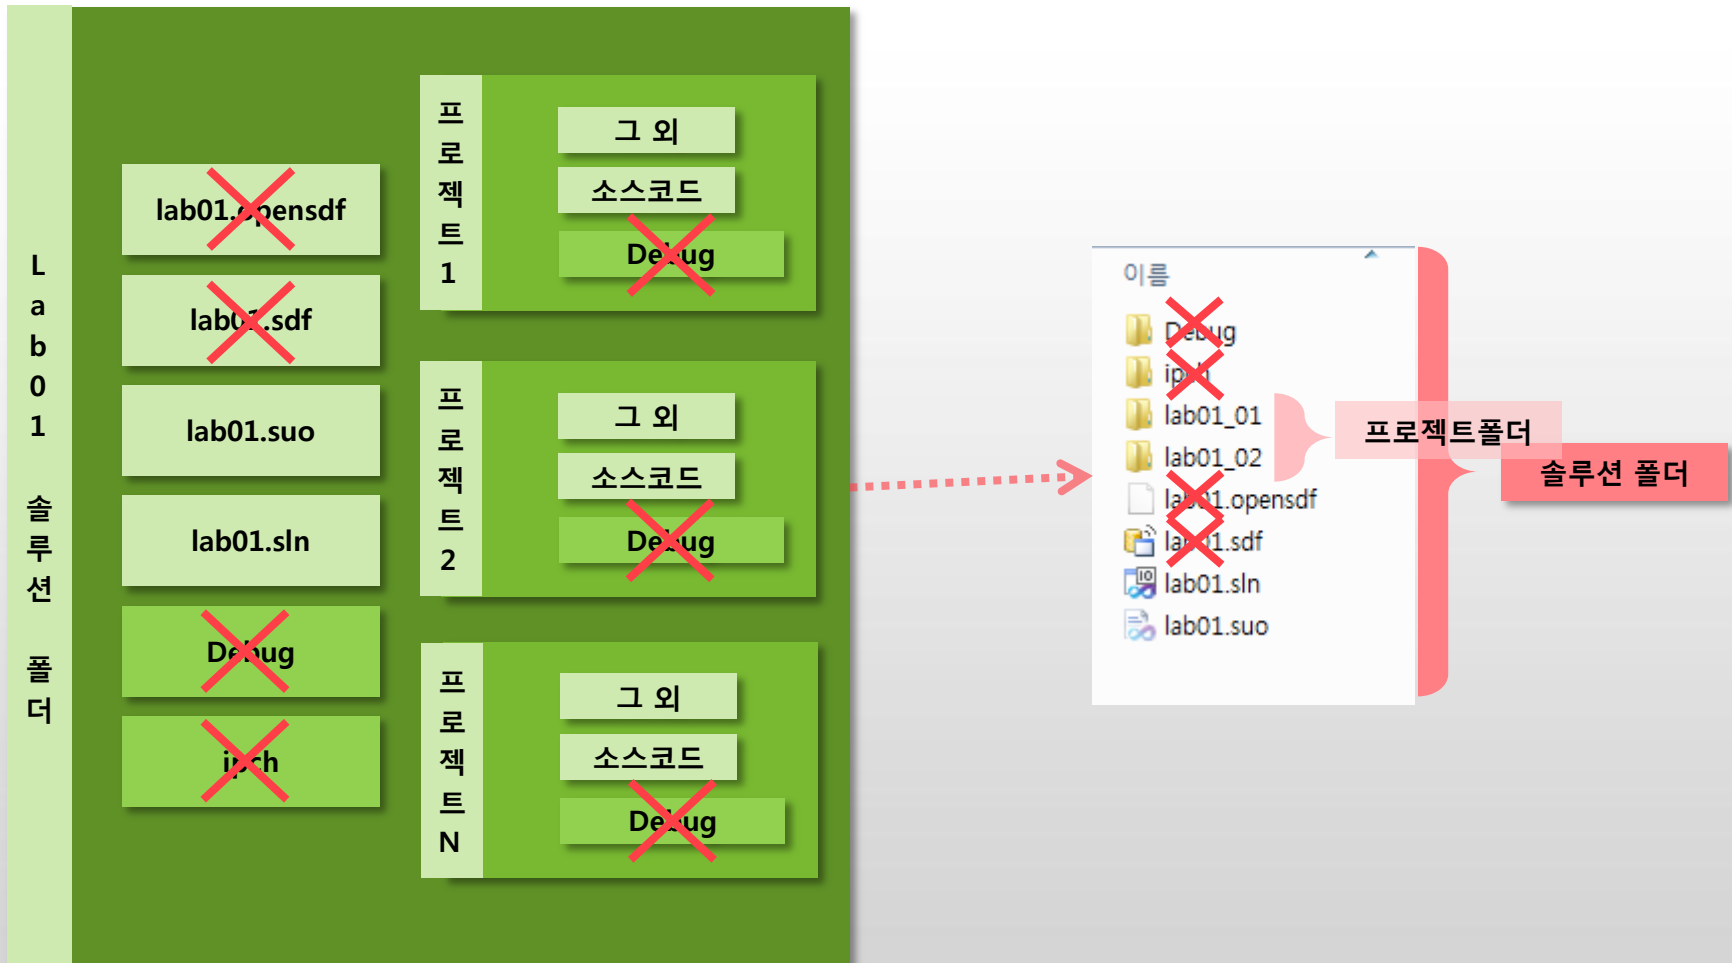 Lab01 솔루션 폴더
lab01.opensdf
lab01.sdf
lab01.suo
lab01.sln
Debug
ipch
프로젝트1
그 외
소스코드
Debug
프로젝트2
그 외
소스코드
Debug
프로젝트N
그 외
소스코드
Debug
이름
Debug
ipch
lab01_01
lab01_02
lab01.opensdf
lab01.sdf
lab01.sln
lab01.suo
프로젝트폴더
솔루션 폴더